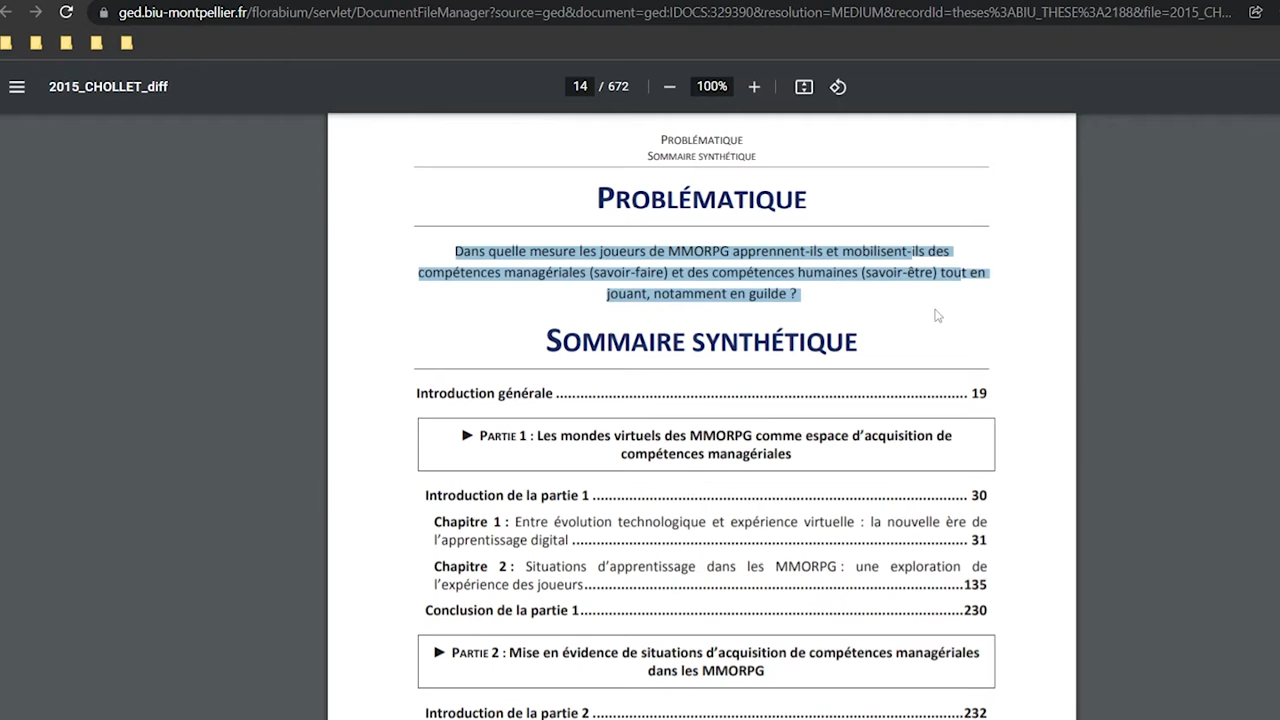 ged.biu-montpellier.fr/florabium/servlet/DocumentFileManager?source=ged&document=ged:IDOCS:329390&resolution=MEDIUM&recordId=theses%3ABIU_THESE%3A2188&file=2015_CH...
2015_CHOLLET_diff
14 / 672
100%
PROBLÉMATIQUE
SOMMAIRE SYNTHÉTIQUE
PROBLÉMATIQUE
Dans quelle mesure les joueurs de MMORPG apprennent-ils et mobilisent-ils des
compétences managériales (savoir-faire) et des compétences humaines (savoir-être) tout en
jouant, notamment en guilde ?
SOMMAIRE SYNTHÉTIQUE
Introduction générale .................................................................................................... 19
► PARTIE 1 : Les mondes virtuels des MMORPG comme espace d’acquisition de
compétences managériales
Introduction de la partie 1 ............................................................................................ 30
Chapitre 1 : Entre évolution technologique et expérience virtuelle : la nouvelle ère de
l’apprentissage digital ................................................................................................. 31
Chapitre 2 : Situations d’apprentissage dans les MMORPG : une exploration de
l’expérience des joueurs.............................................................................................135
Conclusion de la partie 1..............................................................................................230
► PARTIE 2 : Mise en évidence de situations d’acquisition de compétences managériales
dans les MMORPG
Introduction de la partie 2 ...........................................................................................232